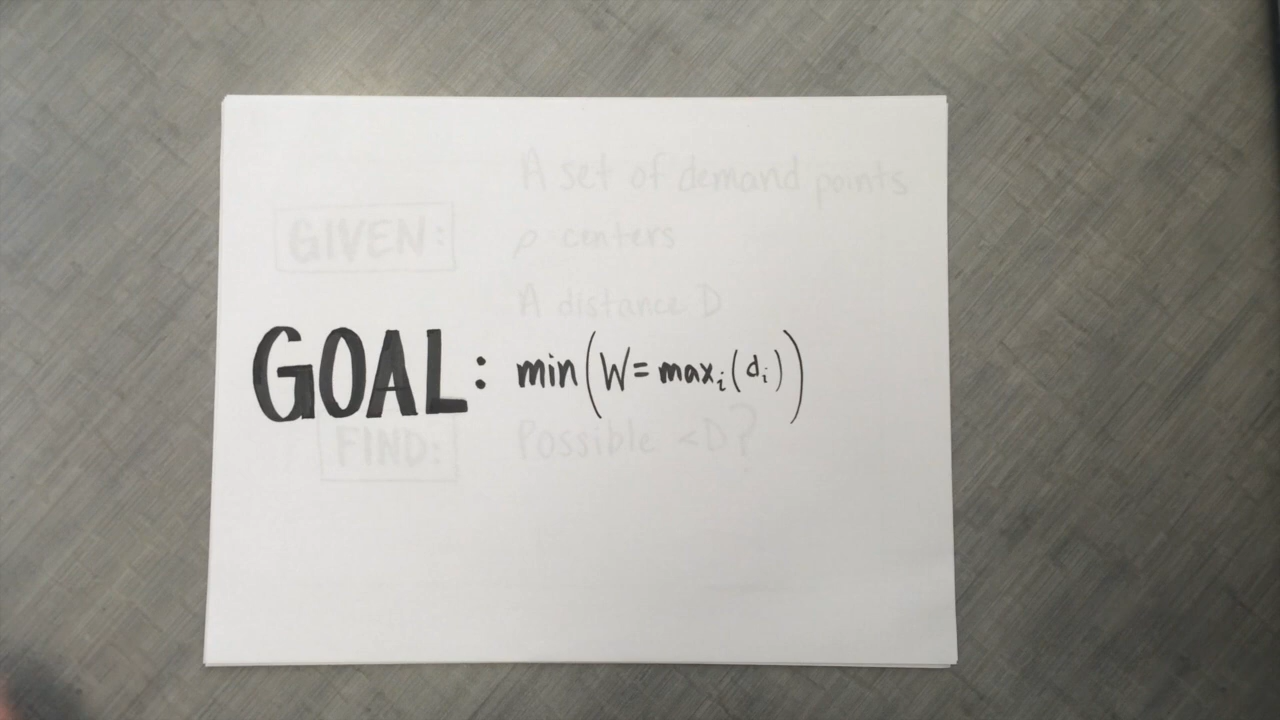 A set of demand points
GIVEN:
p centers
A distance D
GOAL: min(W=maxᵢ(dᵢ))
FIND: Possible <D?